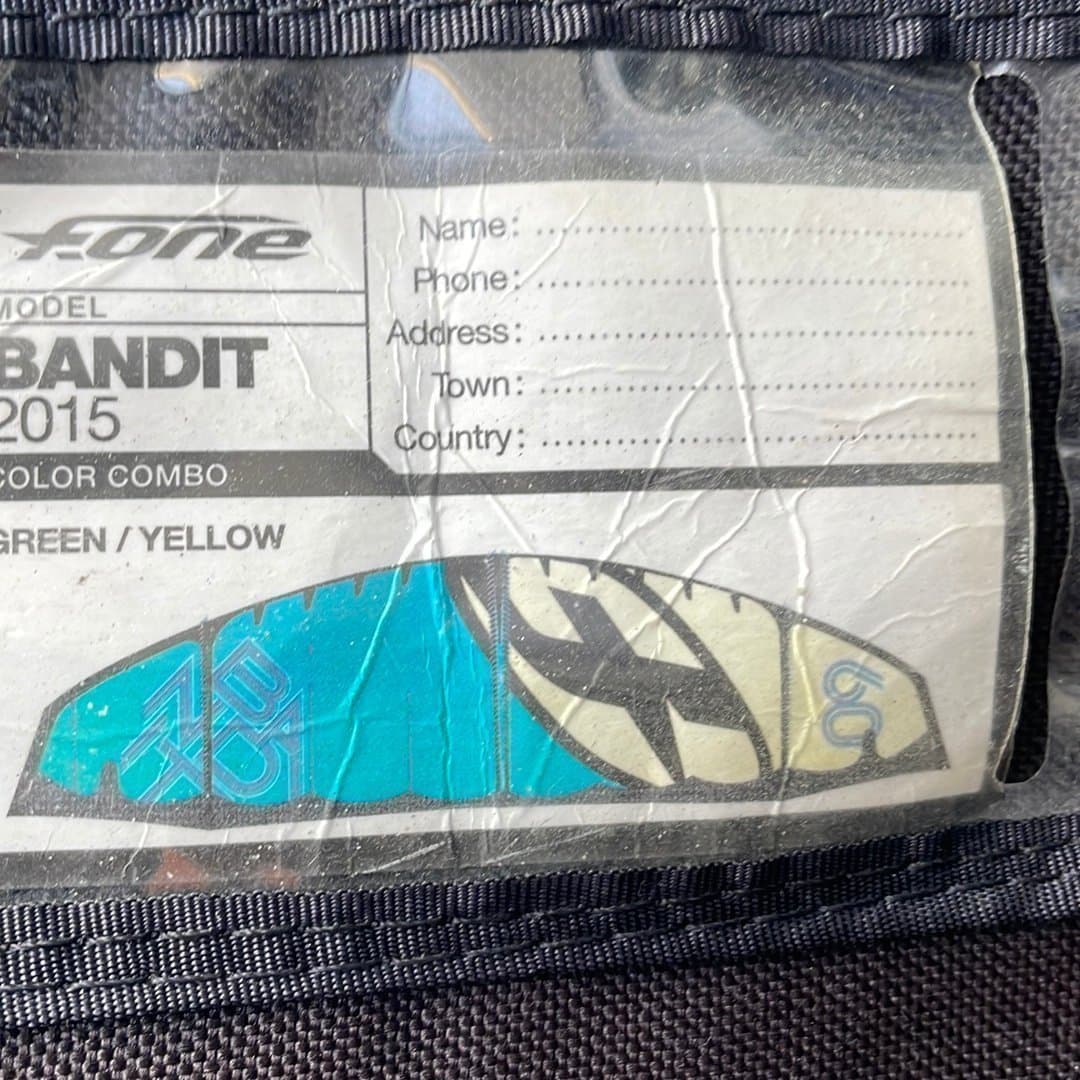 f.one
MODEL
BANDIT
2015
COLOR COMBO
GREEN / YELLOW
Name:
Phone:
Address:
Town:
Country: